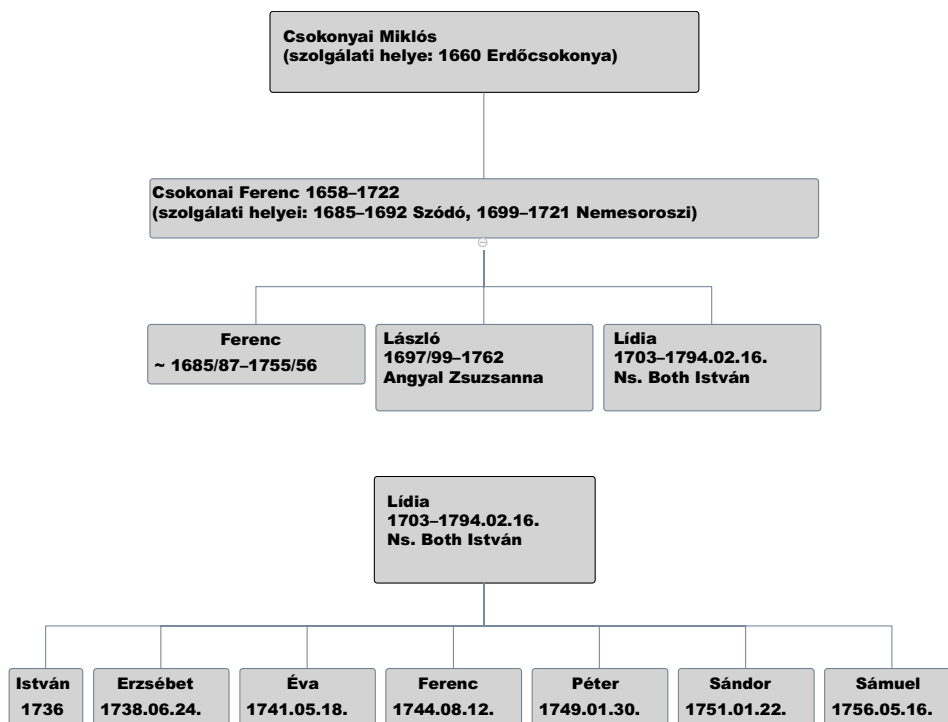 Csokonyai Miklós
(szolgálati helye: 1660 Erdőcsokonya)
Csokonai Ferenc 1658–1722
(szolgálati helyei: 1685–1692 Szódó, 1699–1721 Nemesoroszi)
Ferenc
~ 1685/87–1755/56
László
1697/99–1762
Angyal Zsuzsanna
Lídia
1703–1794.02.16.
Ns. Both István
Lídia
1703–1794.02.16.
Ns. Both István
István
1736
Erzsébet
1738.06.24.
Éva
1741.05.18.
Ferenc
1744.08.12.
Péter
1749.01.30.
Sándor
1751.01.22.
Sámuel
1756.05.16.